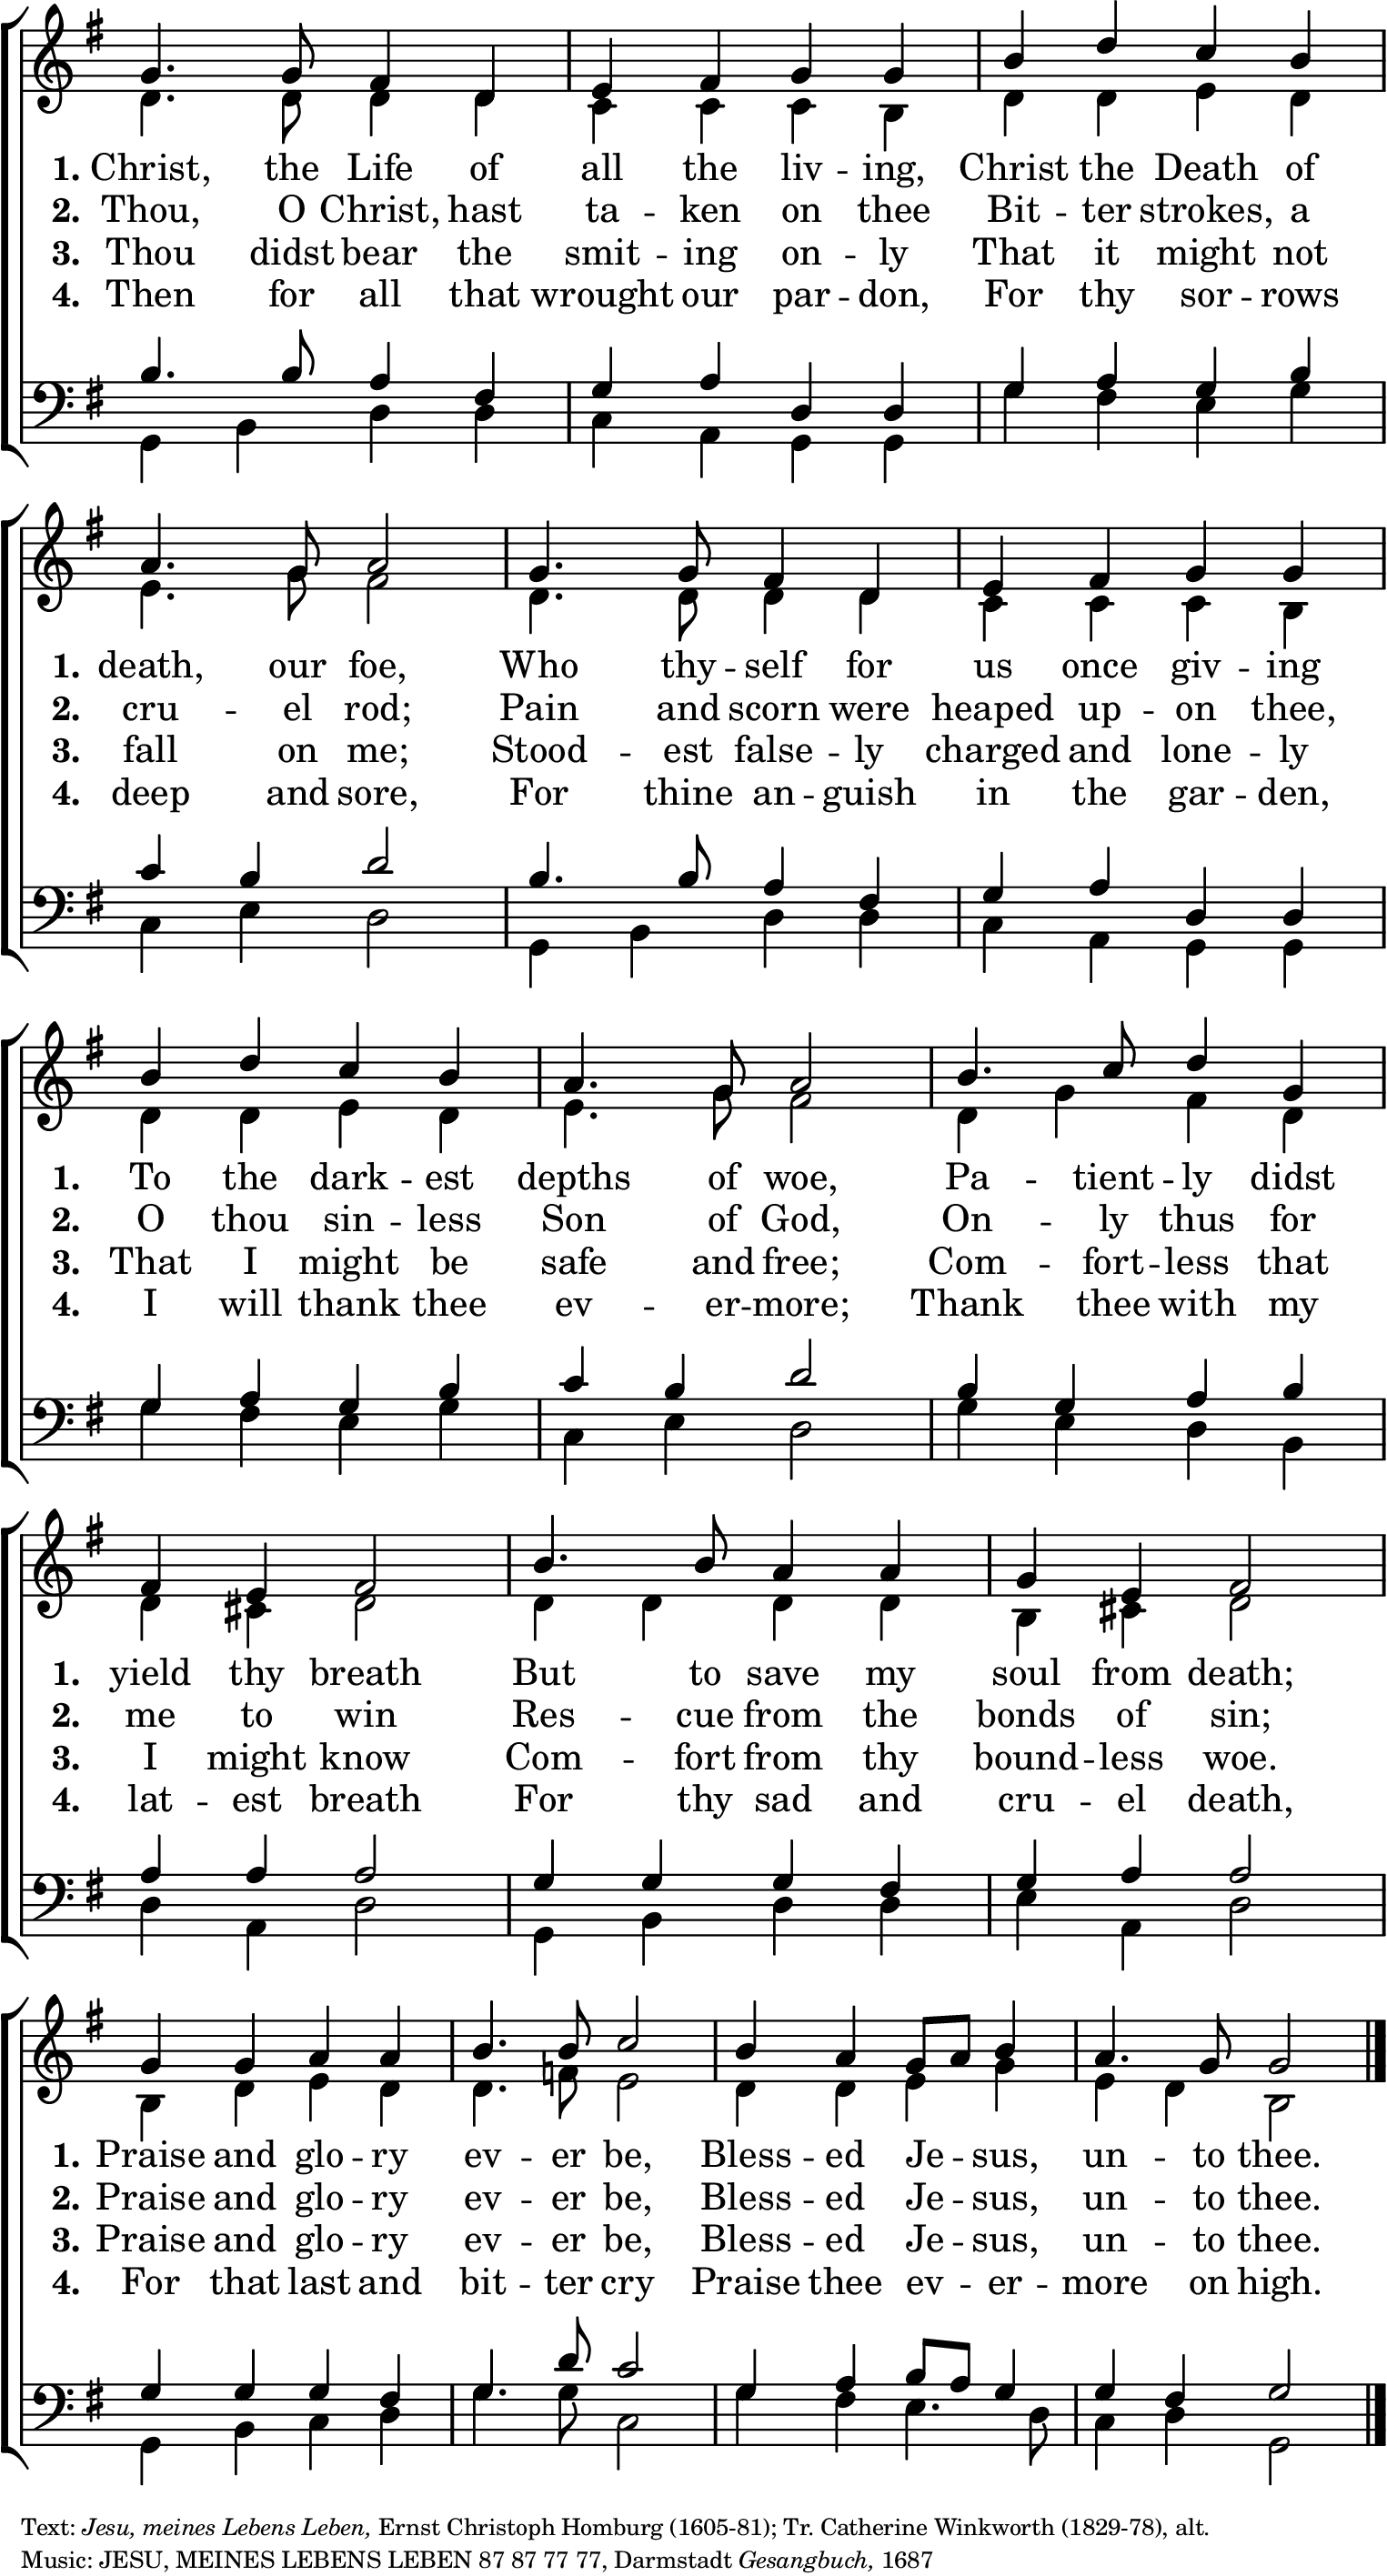 1. Christ, the Life of all the liv -- ing, Christ the Death of
2. Thou, O Christ, hast ta -- ken on thee Bit -- ter strokes, a
3. Thou didst bear the smit -- ing on -- ly That it might not
4. Then for all that wrought our par -- don, For thy sor -- rows
1. death, our foe, Who thy -- self for us once giv -- ing
2. cru -- el rod; Pain and scorn were heaped up -- on thee,
3. fall on me; Stood -- est false -- ly charged and lone -- ly
4. deep and sore, For thine an -- guish in the gar -- den,
1. To the dark -- est depths of woe, Pa -- tient -- ly didst
2. O thou sin -- less Son of God, On -- ly thus for
3. That I might be safe and free; Com -- fort -- less that
4. I will thank thee ev -- er -- more; Thank thee with my
1. yield thy breath But to save my soul from death;
2. me to win Res -- cue from the bonds of sin;
3. I might know Com -- fort from thy bound -- less woe.
4. lat -- est breath For thy sad and cru -- el death,
1. Praise and glo -- ry ev -- er be, Bless -- ed Je -- sus, un -- to thee.
2. Praise and glo -- ry ev -- er be, Bless -- ed Je -- sus, un -- to thee.
3. Praise and glo -- ry ev -- er be, Bless -- ed Je -- sus, un -- to thee.
4. For that last and bit -- ter cry Praise thee ev -- er -- more on high.
Text: Jesu, meines Lebens Leben, Ernst Christoph Homburg (1605-81); Tr. Catherine Winkworth (1829-78), alt.
Music: JESU, MEINES LEBENS LEBEN 87 87 77 77, Darmstadt Gesangbuch, 1687